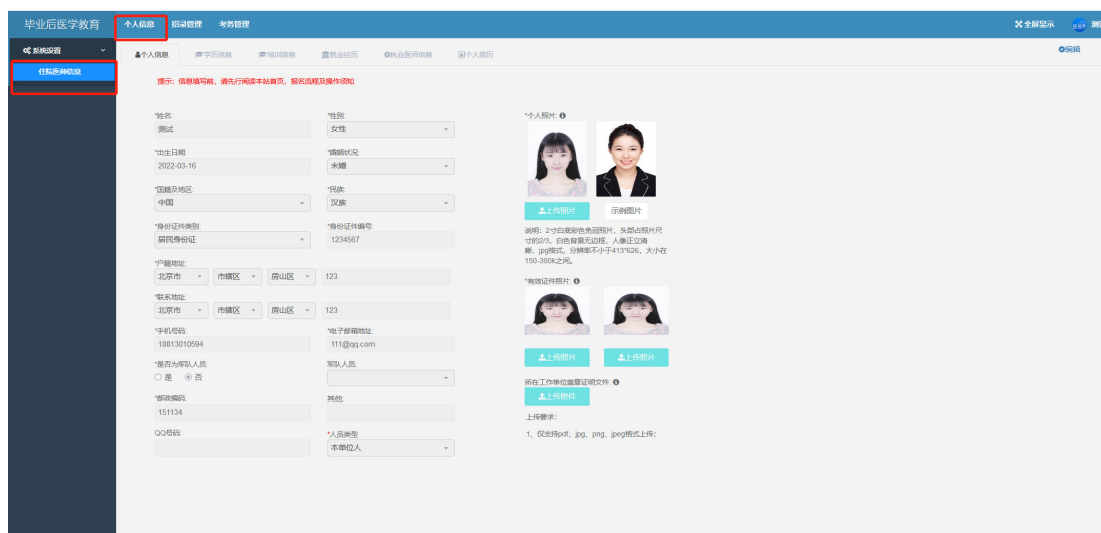 毕业后医学教育 个人信息 招录管理 考务管理 全屏显示 测
系统设置
住院医师信息
个人信息 学历信息 培训信息 就业经历 执业医师信息 个人简历 编辑
提示：信息填写前，请先行阅读本站首页，报名流程及操作须知
*姓名: *性别: *个人照片:
测试 女性
*出生日期: *婚姻状况:
2022-03-16 未婚
*国籍及地区: *民族:
中国 汉族
上传照片 示例图片
*身份证件类别: *身份证件编号:
居民身份证 1234567
说明：2寸白底彩色免冠照片，头部占照片尺
寸的2/3，白色背景无边框，人像正立清
晰，jpg格式，分辨率不小于413*626，大小在
150-300k之间。
*户籍地址:
北京市 市辖区 房山区 123
*有效证件照片:
*联系地址:
北京市 市辖区 房山区 123
*手机号码: *电子邮箱地址:
18813010594 111@qq.com
上传照片 上传照片
*是否为军队人员: 军队人员:
是 否
所在工作单位盖章证明文件:
上传附件
*邮政编码: 其他:
151134
上传要求：
QQ号码: *人员类型:
1、仅支持pdf、jpg、png、jpeg格式上传;
本单位人